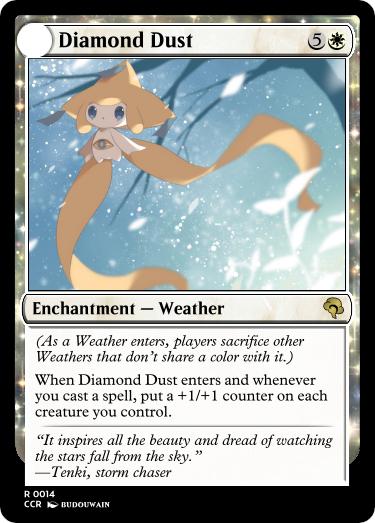 Diamond Dust
5
Enchantment — Weather
(As a Weather enters, players sacrifice other
Weathers that don't share a color with it.)
When Diamond Dust enters and whenever
you cast a spell, put a +1/+1 counter on each
creature you control.
"It inspires all the beauty and dread of watching
the stars fall from the sky."
—Tenki, storm chaser
R 0014
CCR BUDOUWAIN